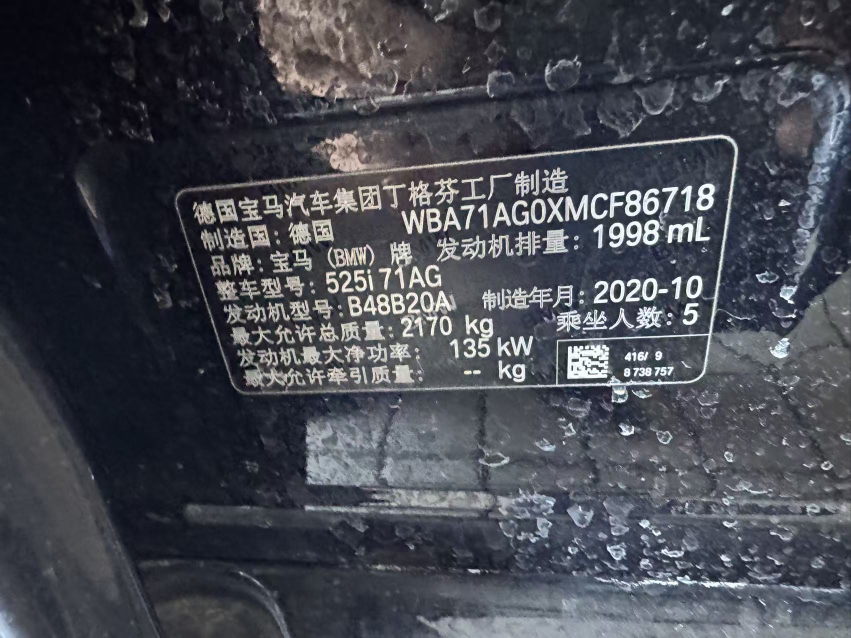 德国宝马汽车集团丁格芬工厂制造
制造国：德国 WBA71AG0XMCF86718
品牌：宝马 (BMW) 牌 发动机排量：1998 mL
整车型号：525i 71AG
发动机型号：B48B20A 制造年月：2020-10
最大允许总质量：2170 kg 乘坐人数：5
发动机最大净功率：135 kW
最大允许牵引质量：-- kg
416/ 9
8 738 757